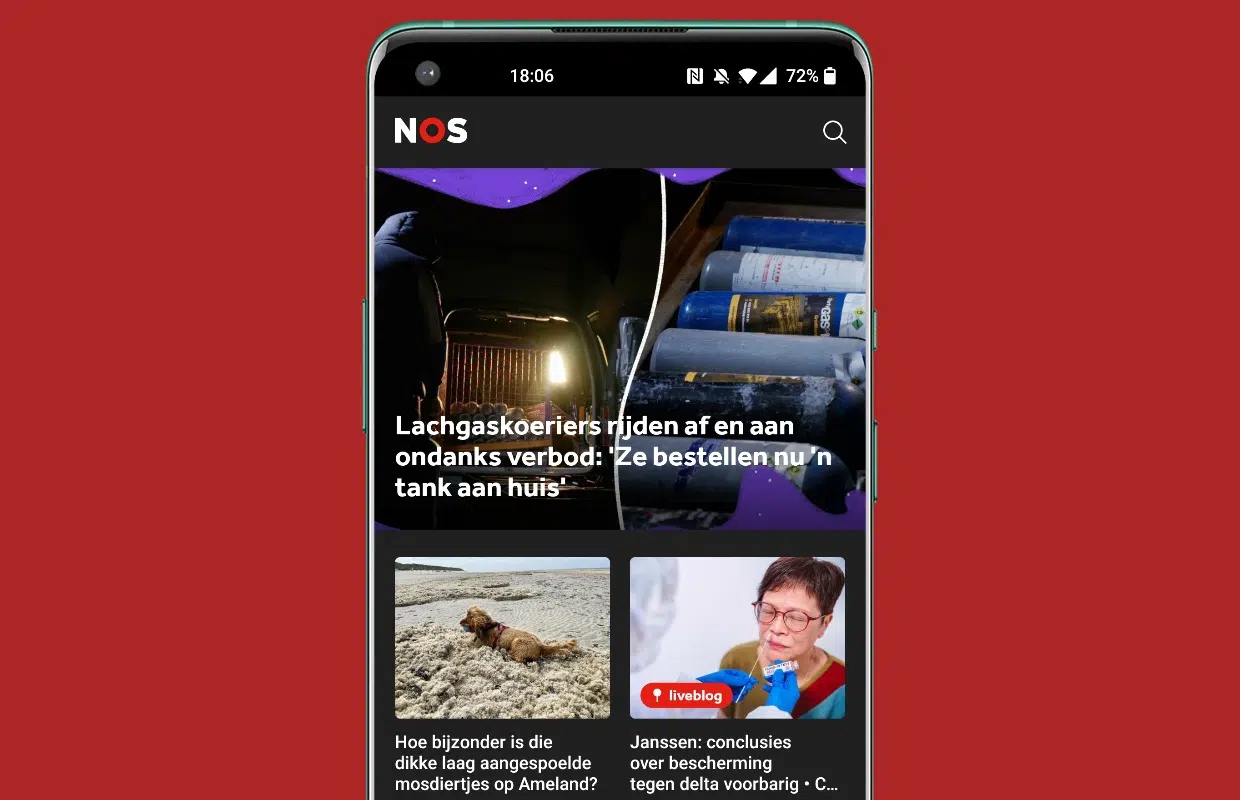 18:06
72%
NOS
Lachgaskoeriers rijden af en aan
ondanks verbod: 'Ze bestellen nu 'n
tank aan huis'
liveblog
Hoe bijzonder is die
dikke laag aangespoelde
mosdiertjes op Ameland?
Janssen: conclusies
over bescherming
tegen delta voorbarig • C...